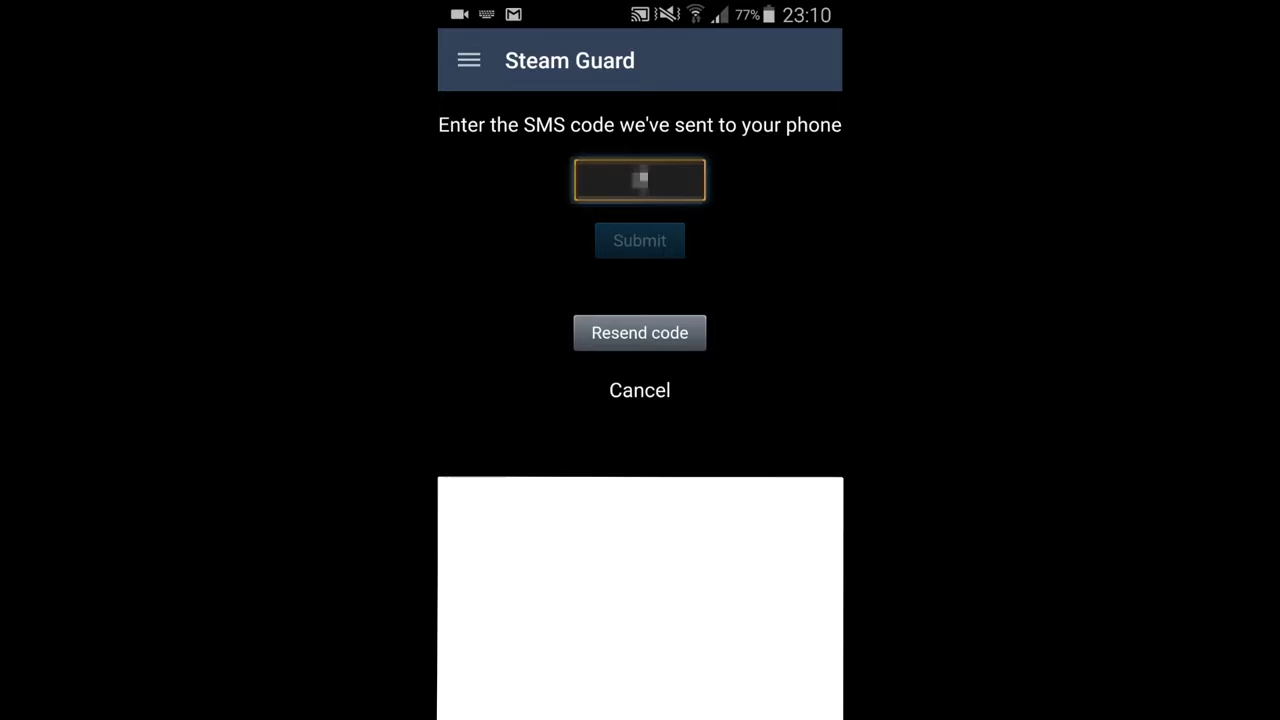 77% 23:10
Steam Guard
Enter the SMS code we've sent to your phone
Submit
Resend code
Cancel